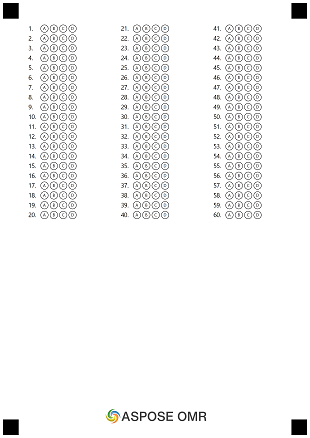 1. A B C D
2. A B C D
3. A B C D
4. A B C D
5. A B C D
6. A B C D
7. A B C D
8. A B C D
9. A B C D
10. A B C D
11. A B C D
12. A B C D
13. A B C D
14. A B C D
15. A B C D
16. A B C D
17. A B C D
18. A B C D
19. A B C D
20. A B C D
21. A B C D
22. A B C D
23. A B C D
24. A B C D
25. A B C D
26. A B C D
27. A B C D
28. A B C D
29. A B C D
30. A B C D
31. A B C D
32. A B C D
33. A B C D
34. A B C D
35. A B C D
36. A B C D
37. A B C D
38. A B C D
39. A B C D
40. A B C D
41. A B C D
42. A B C D
43. A B C D
44. A B C D
45. A B C D
46. A B C D
47. A B C D
48. A B C D
49. A B C D
50. A B C D
51. A B C D
52. A B C D
53. A B C D
54. A B C D
55. A B C D
56. A B C D
57. A B C D
58. A B C D
59. A B C D
60. A B C D
ASPOSE OMR